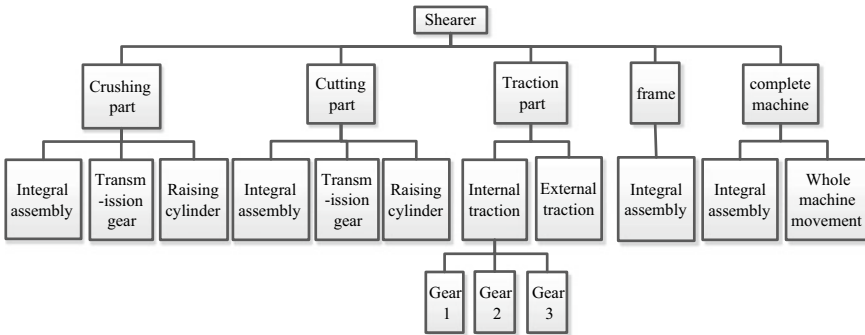 Shearer
Crushing
part
Cutting
part
Traction
part
frame
complete
machine
Integral
assembly
Transm
-ission
gear
Raising
cylinder
Integral
assembly
Transm
-ission
gear
Raising
cylinder
Internal
traction
External
traction
Integral
assembly
Integral
assembly
Whole
machine
movement
Gear
1
Gear
2
Gear
3